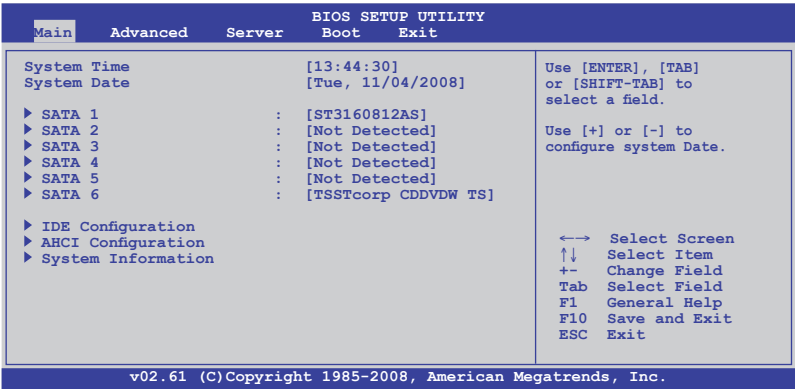 BIOS SETUP UTILITY
Main Advanced Server Boot Exit
System Time [13:44:30]
System Date [Tue, 11/04/2008]
SATA 1 : [ST3160812AS]
SATA 2 : [Not Detected]
SATA 3 : [Not Detected]
SATA 4 : [Not Detected]
SATA 5 : [Not Detected]
SATA 6 : [TSSTcorp CDDVDW TS]
IDE Configuration
AHCI Configuration
System Information
Use [ENTER], [TAB]
or [SHIFT-TAB] to
select a field.
Use [+] or [-] to
configure system Date.
←→ Select Screen
↑↓ Select Item
+- Change Field
Tab Select Field
F1 General Help
F10 Save and Exit
ESC Exit
v02.61 (C)Copyright 1985-2008, American Megatrends, Inc.